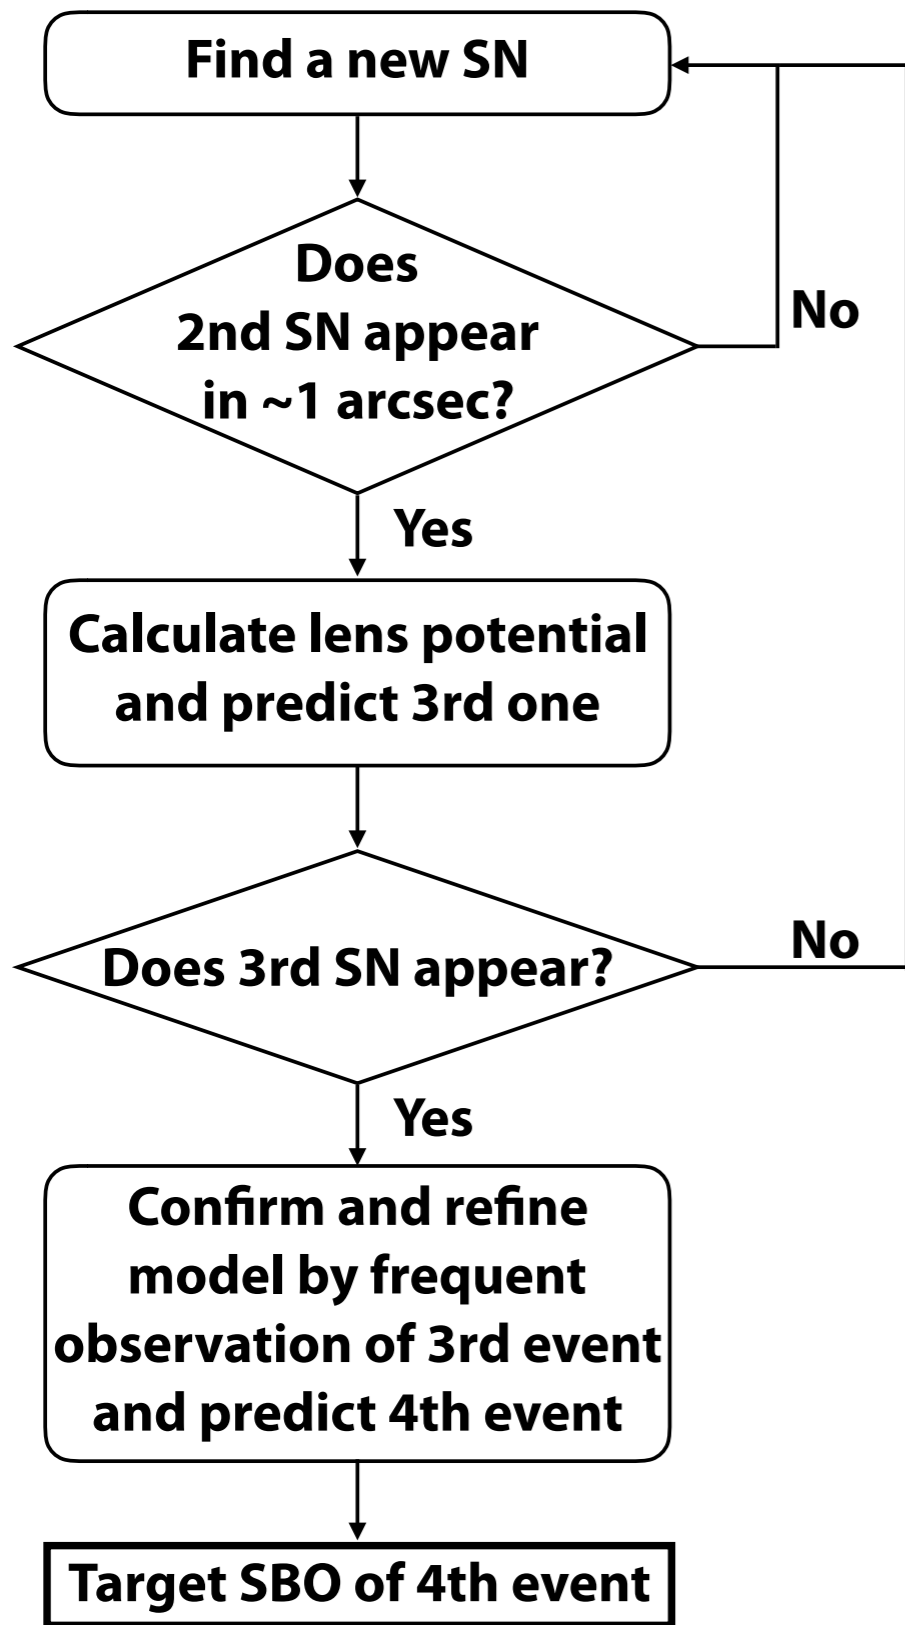 Find a new SN
Does
2nd SN appear
in ~1 arcsec?
No
Yes
Calculate lens potential
and predict 3rd one
Does 3rd SN appear?
No
Yes
Confirm and refine
model by frequent
observation of 3rd event
and predict 4th event
Target SBO of 4th event